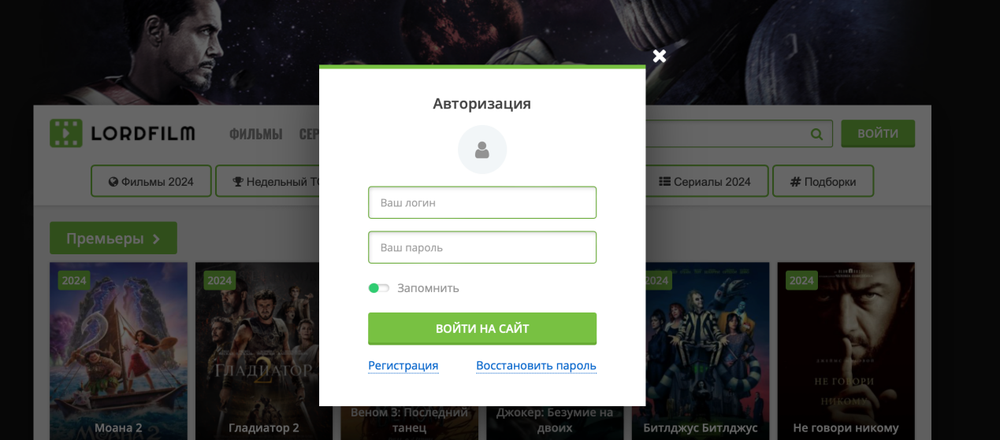 Авторизация
LORDFILM
ФИЛЬМЫ
СЕР
ВОЙТИ
Фильмы 2024
Недельный ТО
Сериалы 2024
# Подборки
Ваш логин
Ваш пароль
Запомнить
ВОЙТИ НА САЙТ
Регистрация
Восстановить пароль
Премьеры
2024
2024
2024
2024
ГЛАДИАТОР
2
НЕ ГОВОРИ
НИКОМУ
Моана 2
Гладиатор 2
Веном 3: Последний
танец
Джокер: Безумие на
двоих
Битлджус Битлджус
Не говори никому